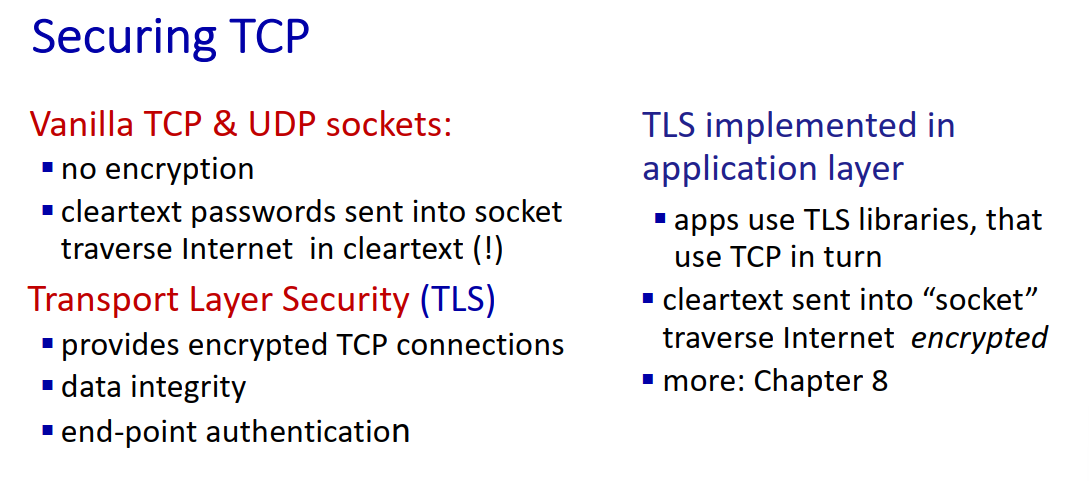 Securing TCP
Vanilla TCP & UDP sockets:
▪ no encryption
▪ cleartext passwords sent into socket
traverse Internet in cleartext (!)
Transport Layer Security (TLS)
▪ provides encrypted TCP connections
▪ data integrity
▪ end-point authentication
TLS implemented in
application layer
▪ apps use TLS libraries, that
use TCP in turn
▪ cleartext sent into “socket”
traverse Internet encrypted
▪ more: Chapter 8